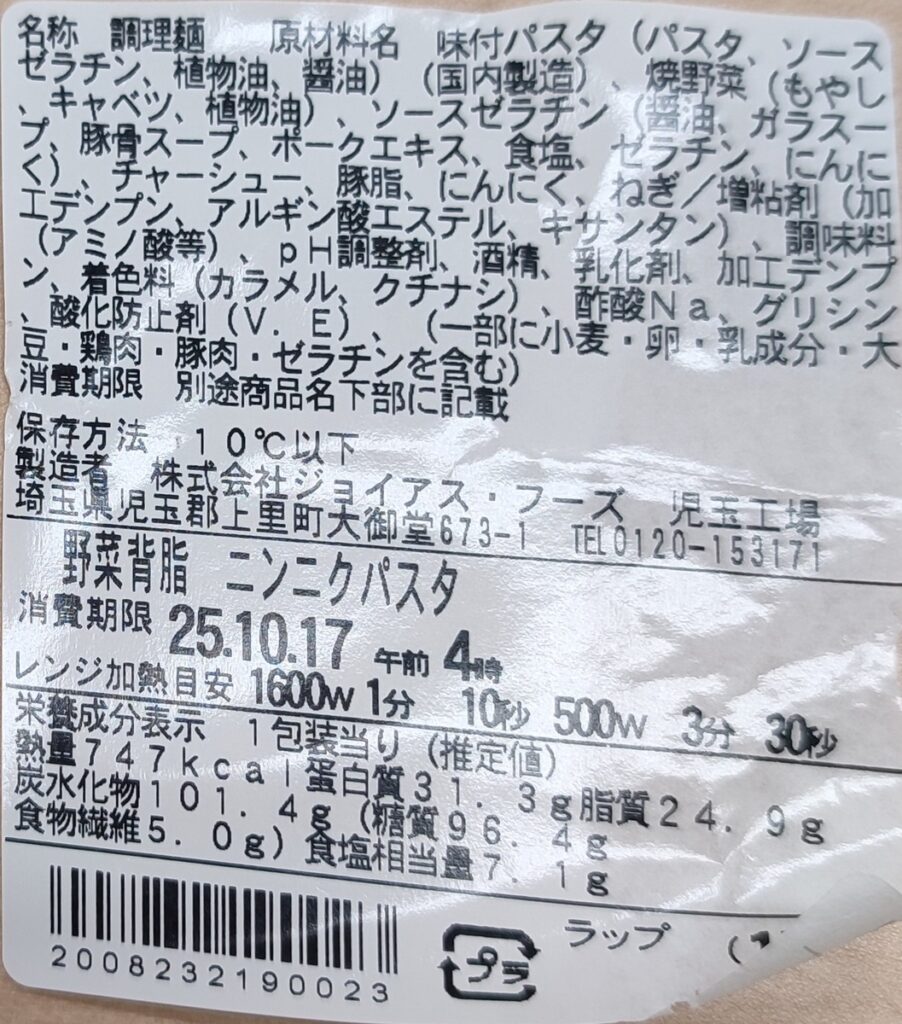 名称 調理麺 原材料名 味付パスタ（パスタ、ソース
ゼラチン、植物油、醤油）（国内製造）、焼野菜（もやし
、キャベツ、植物油）、ソースゼラチン（醤油、ガラスー
プ、豚骨スープ、ポークエキス、食塩、ゼラチン、にんに
く）、チャーシュー、豚脂、にんにく、ねぎ／増粘剤（加
工デンプン、アルギン酸エステル、キサンタン）、調味料
（アミノ酸等）、ｐＨ調整剤、酒精、乳化剤、加工デンプ
ン、着色料（カラメル、クチナシ）、酢酸Ｎａ、グリシン
、酸化防止剤（Ｖ．Ｅ）、（一部に小麦・卵・乳成分・大
豆・鶏肉・豚肉・ゼラチンを含む）
消費期限 別途商品名下部に記載
保存方法 １０℃以下
製造者 株式会社ジョイアス・フーズ 児玉工場
埼玉県児玉郡上里町大御堂673-1 TEL0120-153171
野菜背脂 ニンニクパスタ
消費期限 25.10.17 午前 4時
レンジ加熱目安 1600w 1分 10秒 500w 3分 30秒
栄養成分表示 １包装当り（推定値）
熱量７４７ｋｃａｌ蛋白質３１．３ｇ脂質２４．９ｇ
炭水化物１０１．４ｇ（糖質９６．４ｇ
食物繊維５．０ｇ）食塩相当量７．１ｇ
2008232190023
プラ ラップ